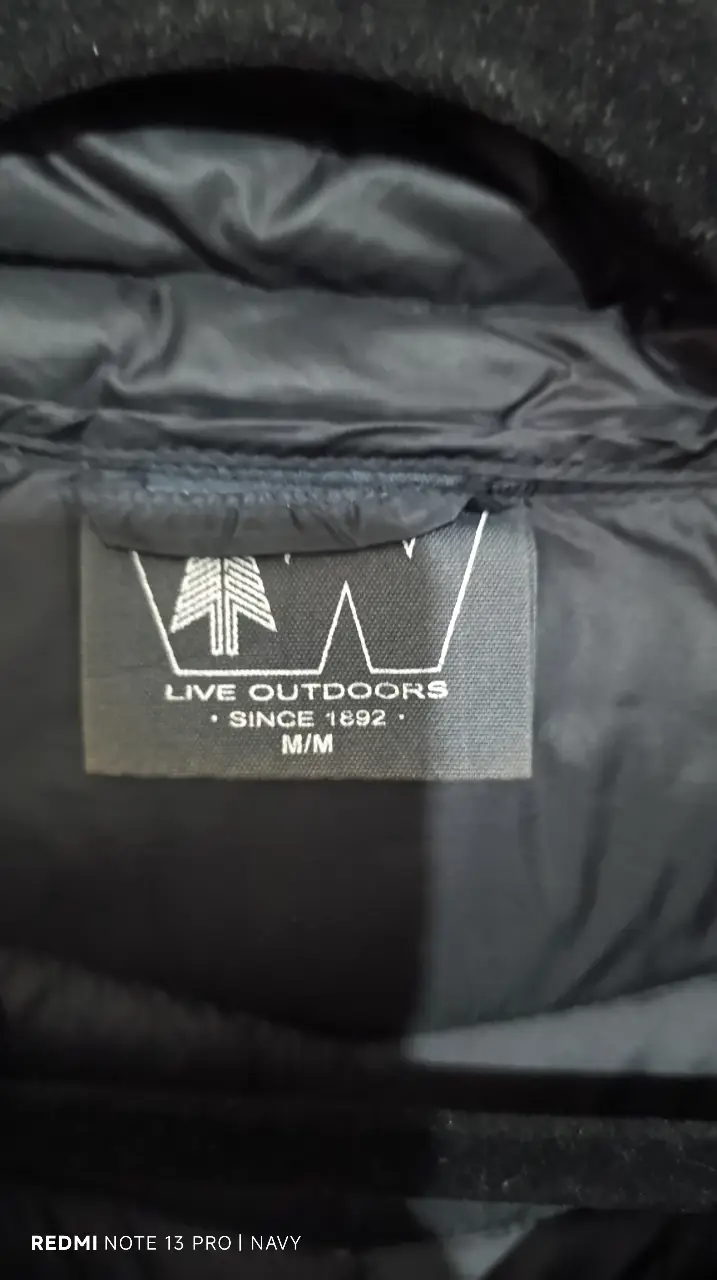 LIVE OUTDOORS
· SINCE 1892 ·
M/M
REDMI NOTE 13 PRO | NAVY